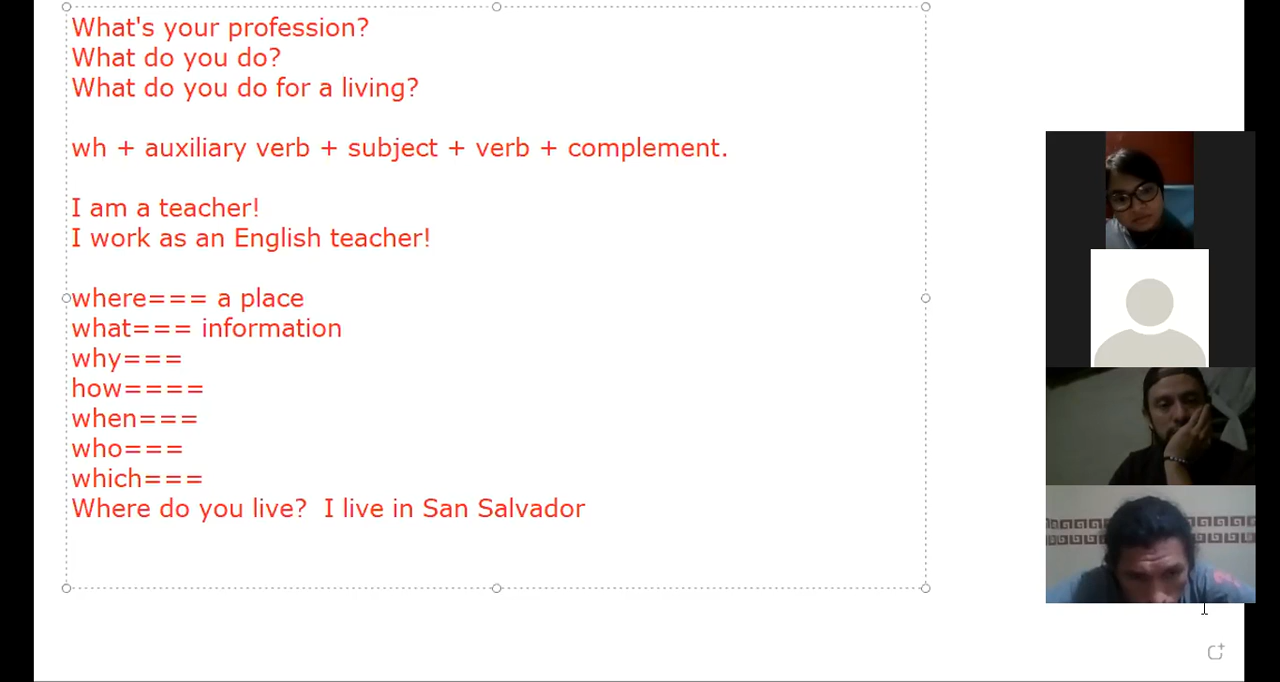 What's your profession?
What do you do?
What do you do for a living?
wh + auxiliary verb + subject + verb + complement.
I am a teacher!
I work as an English teacher!
where=== a place
what=== information
why===
how====
when===
who===
which===
Where do you live?  I live in San Salvador